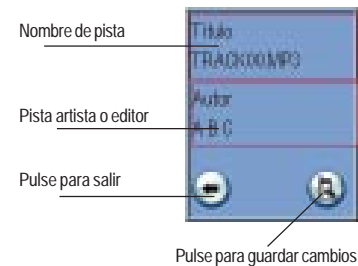 Nombre de pista
Título
TRACK00.MP3
Autor
Pista artista o editor
A B C
Pulse para salir
Pulse para guardar cambios